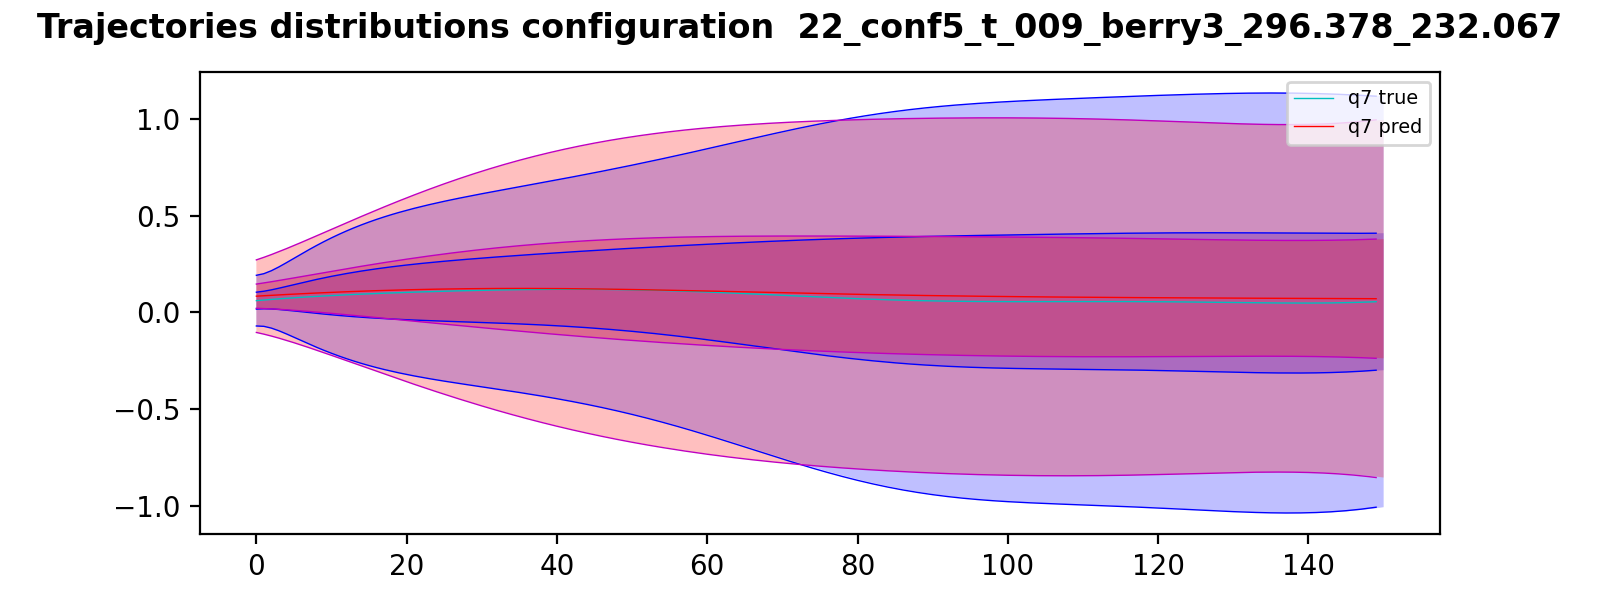 Trajectories distributions configuration  22_conf5_t_009_berry3_296.378_232.067
q7 true
q7 pred
1.0
0.5
0.0
−0.5
−1.0
0 20 40 60 80 100 120 140